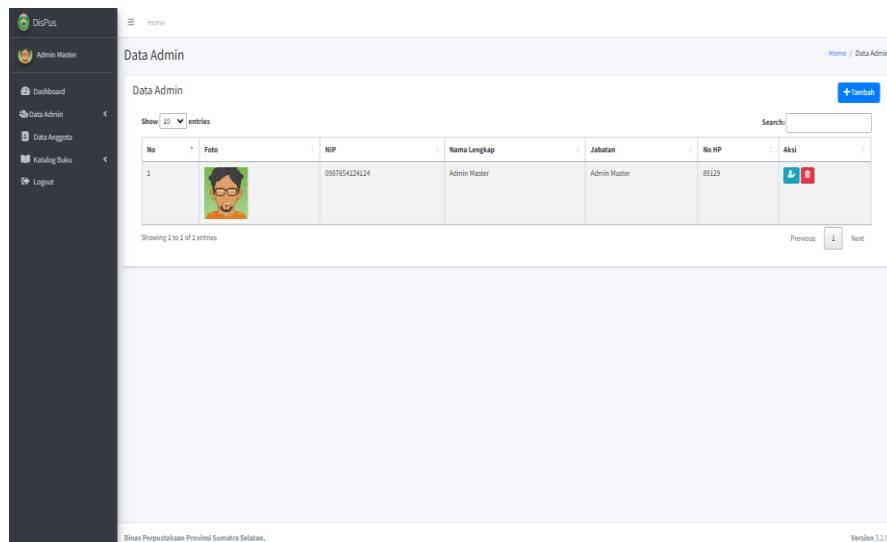 DisPus
Home
Admin Master
Data Admin
Home / Data Admin
Dashboard
Data Admin
Data Anggota
Katalog Buku
Logout
Data Admin
Tambah
Show 10 entries
Search:
No Foto NIP Nama Lengkap Jabatan No HP Aksi
1 0987654124124 Admin Master Admin Master 89129
Showing 1 to 1 of 1 entries
Previous 1 Next
Dinas Perpustakaan Provinsi Sumatra Selatan.
Version 3.2.0